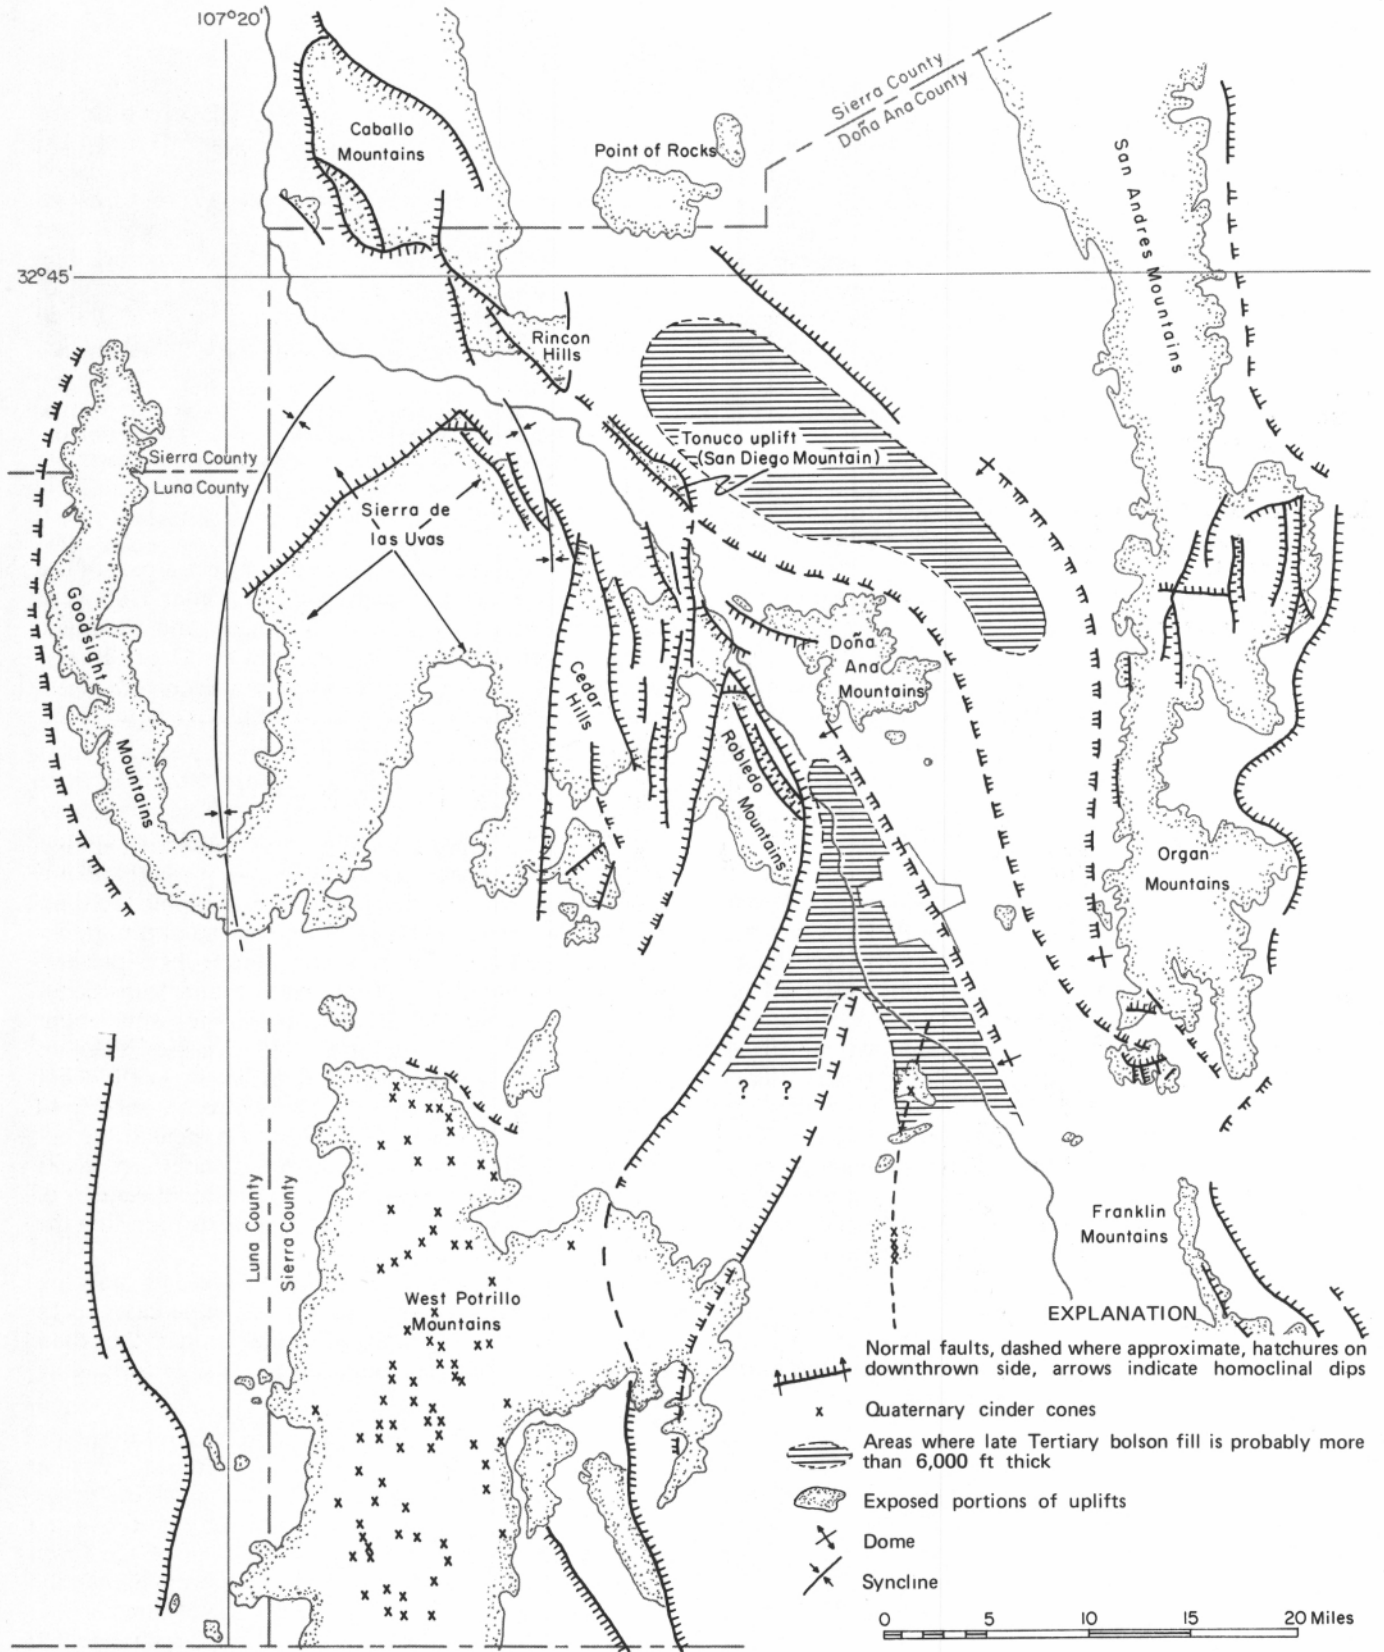 107°20'
Sierra County
Doña Ana County
Caballo
Mountains
Point of Rocks
San Andres Mountains
32°45'
Rincon
Hills
Tonuco uplift
(San Diego Mountain)
Sierra County
Luna County
Sierra de
las Uvas
Goodsight
Mountains
Cedar
Hills
Doña
Ana
Mountains
Robledo
Mountains
Organ
Mountains
? ?
Luna County
Sierra County
Franklin
Mountains
West Potrillo
Mountains
EXPLANATION
Normal faults, dashed where approximate, hatchures on
downthrown side, arrows indicate homoclinal dips
x Quaternary cinder cones
Areas where late Tertiary bolson fill is probably more
than 6,000 ft thick
Exposed portions of uplifts
Dome
Syncline
0 5 10 15 20 Miles